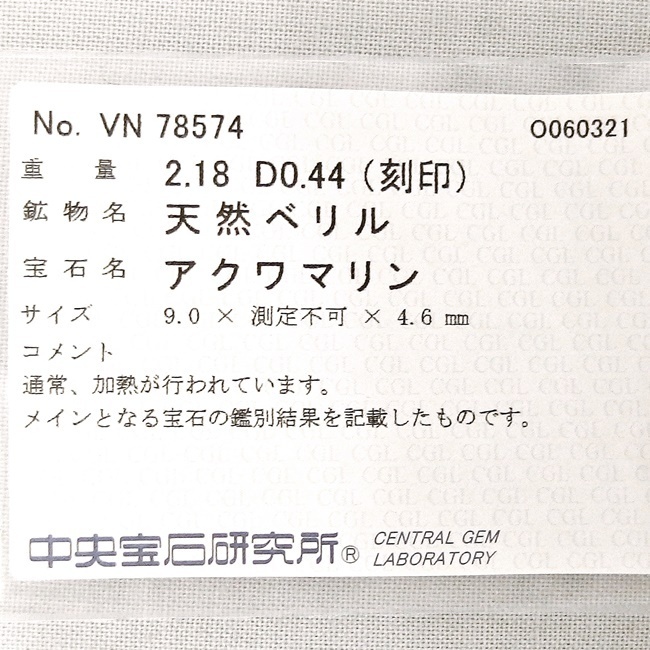 No. VN 78574 O060321
重量 2.18 D0.44（刻印）
鉱物名 天然ベリル
宝石名 アクワマリン
サイズ 9.0 × 測定不可 × 4.6 mm
コメント
通常、加熱が行われています。
メインとなる宝石の鑑別結果を記載したものです。
中央宝石研究所® CENTRAL GEM
LABORATORY